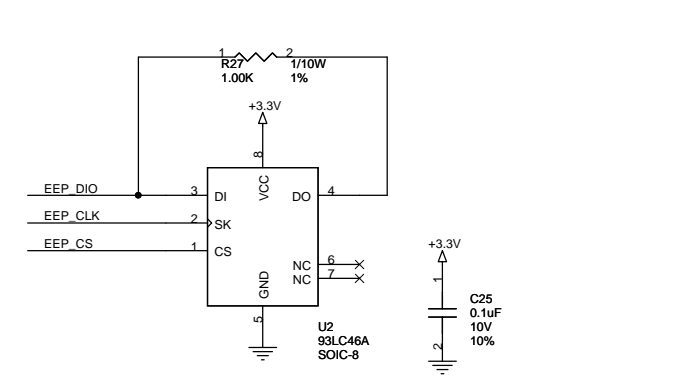 1
2
R27
1/10W
1.00K
1%
+3.3V
8
VCC
EEP_DIO
3
DI
DO
4
EEP_CLK
2
SK
EEP_CS
1
CS
NC
6
NC
7
GND
5
U2
93LC46A
SOIC-8
+3.3V
1
C25
0.1uF
10V
10%
2